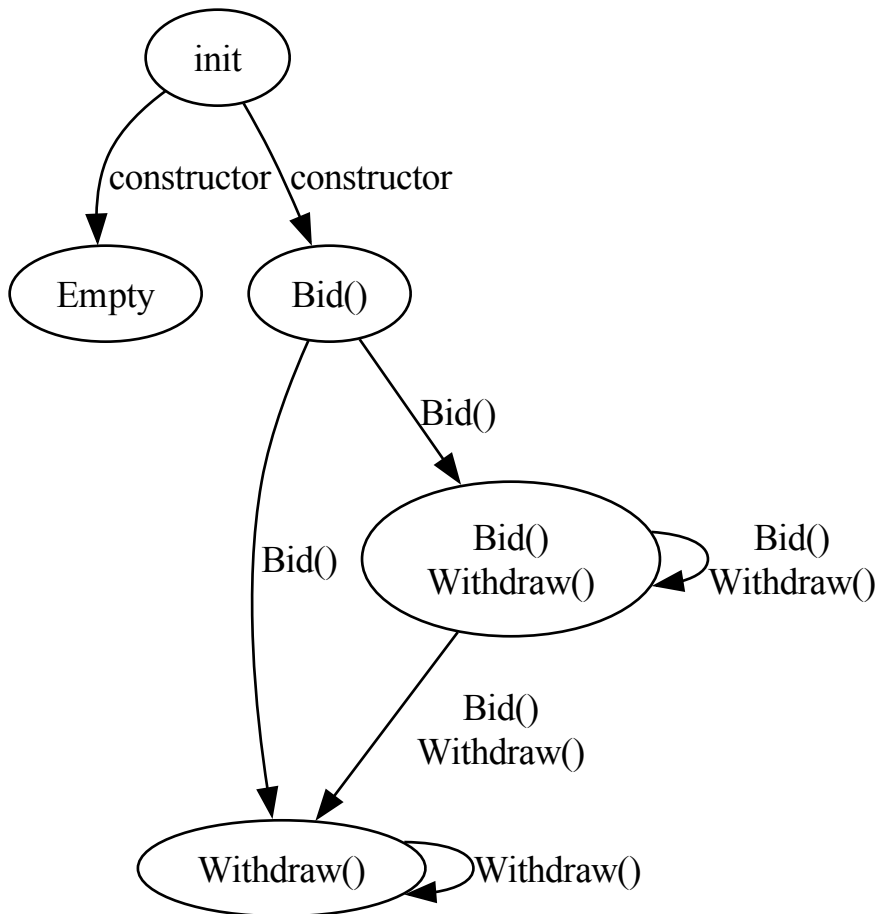 init
constructor constructor
Empty
Bid()
Bid()
Bid()
Withdraw()
Bid()
Withdraw()
Bid()
Bid()
Withdraw()
Withdraw()
Withdraw()